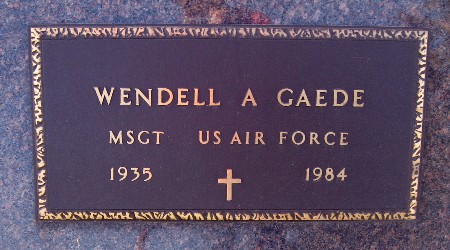 WENDELL A GAEDE
MSGT US AIR FORCE
1935 1984